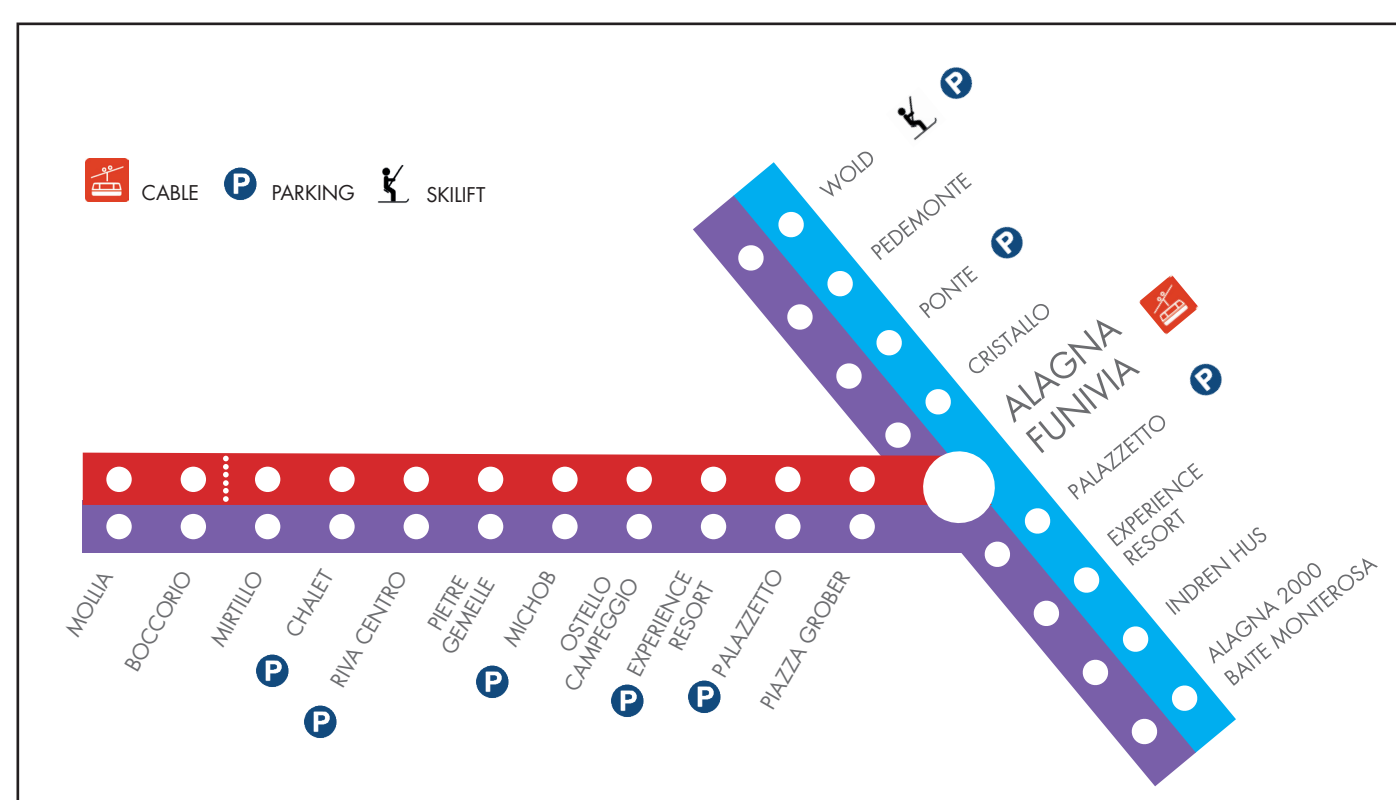 CABLE
P
PARKING
SKILIFT
P
WOLD
PEDEMONTE
P
PONTE
CRISTALLO
ALAGNA
FUNIVIA
P
PALAZZETTO
EXPERIENCE
RESORT
INDREN HUS
ALAGNA 2000
BAITE MONTEROSA
MOLLIA
BOCCORIO
MIRTILLO
CHALET
P
RIVA CENTRO
P
PIETRE
GEMELLE
MICHOB
P
OSTELLO
CAMPEGGIO
EXPERIENCE
RESORT
P
PALAZZETTO
P
PIAZZA GROBER